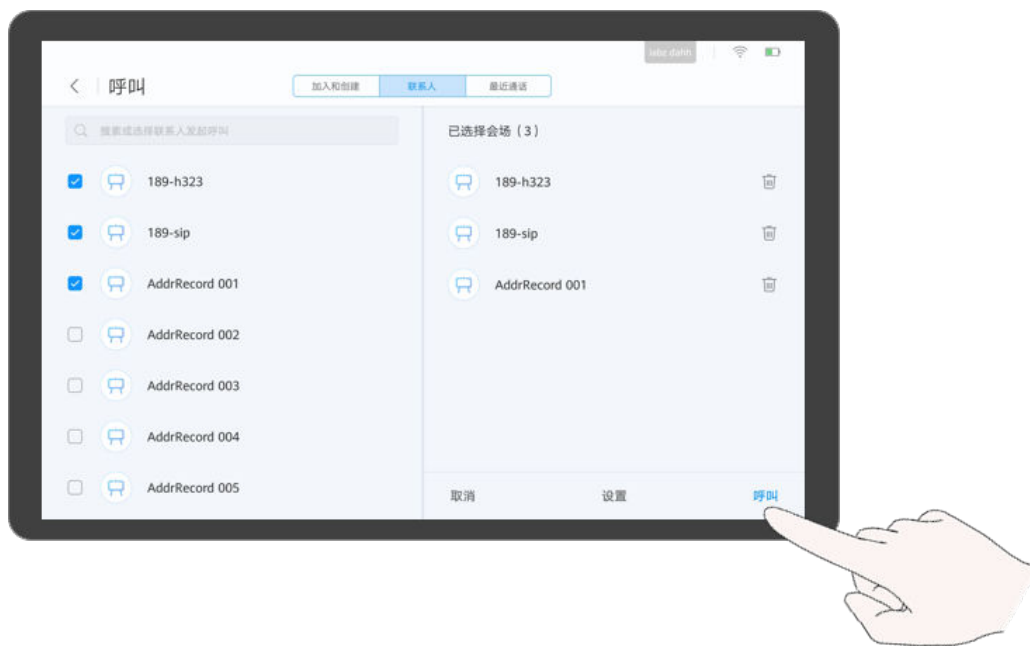 呼叫
加入和创建
联系人
最近通话
搜索或选择联系人发起呼叫
189-h323
189-sip
AddrRecord 001
AddrRecord 002
AddrRecord 003
AddrRecord 004
AddrRecord 005
已选择会场（3）
189-h323
189-sip
AddrRecord 001
取消
设置
呼叫